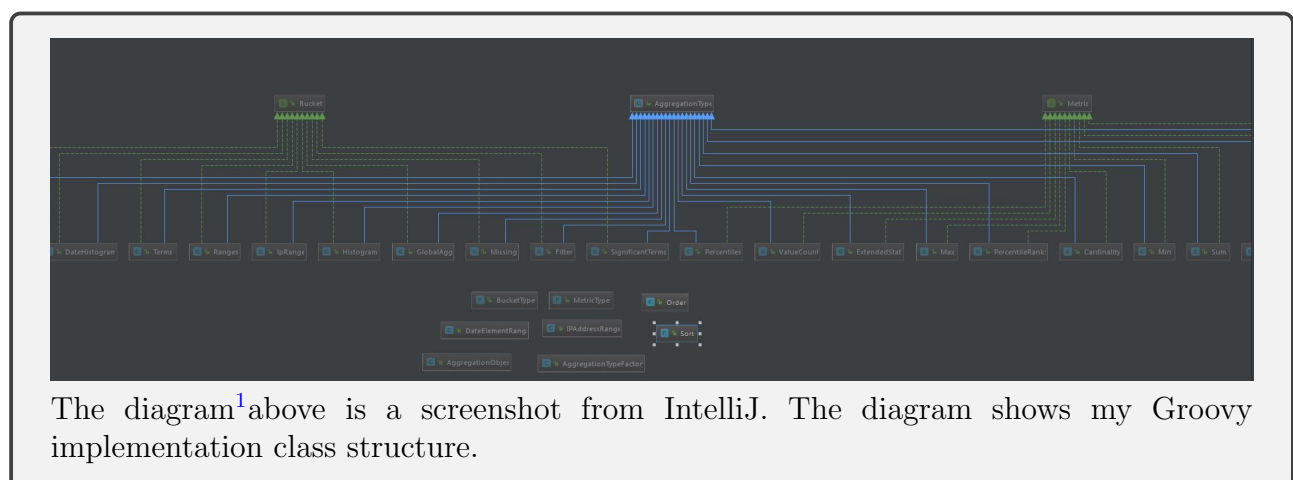 Bucket AggregationType Metric
DateHistogram Terms Ranges IpRange Histogram GlobalAgg Missing Filter SignificantTerms Percentiles ValueCount ExtendedStat Max PercentileRank Cardinality Min Sum
BucketType MetricType Order
DateElementRang IPAddressRange Sort
AggregationObjec AggregationTypeFactor
The diagram1above is a screenshot from IntelliJ. The diagram shows my Groovy
implementation class structure.